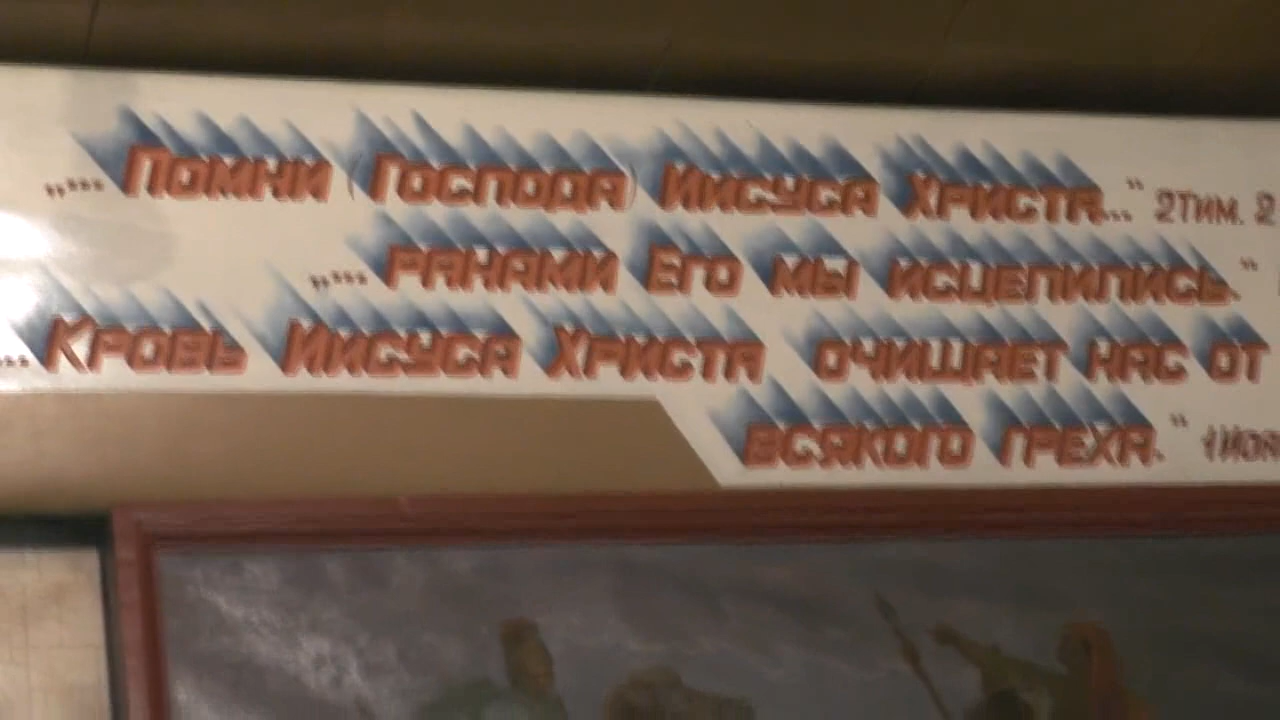 „... Помни (Господа) Иисуса Христа..." 2Тим. 2
„... РАНАМИ ЕГО МЫ ИСЦЕЛИЛИСЬ."
... Кровь Иисуса Христа ОЧИЩАЕТ НАС ОТ
ВСЯКОГО ГРЕХА."